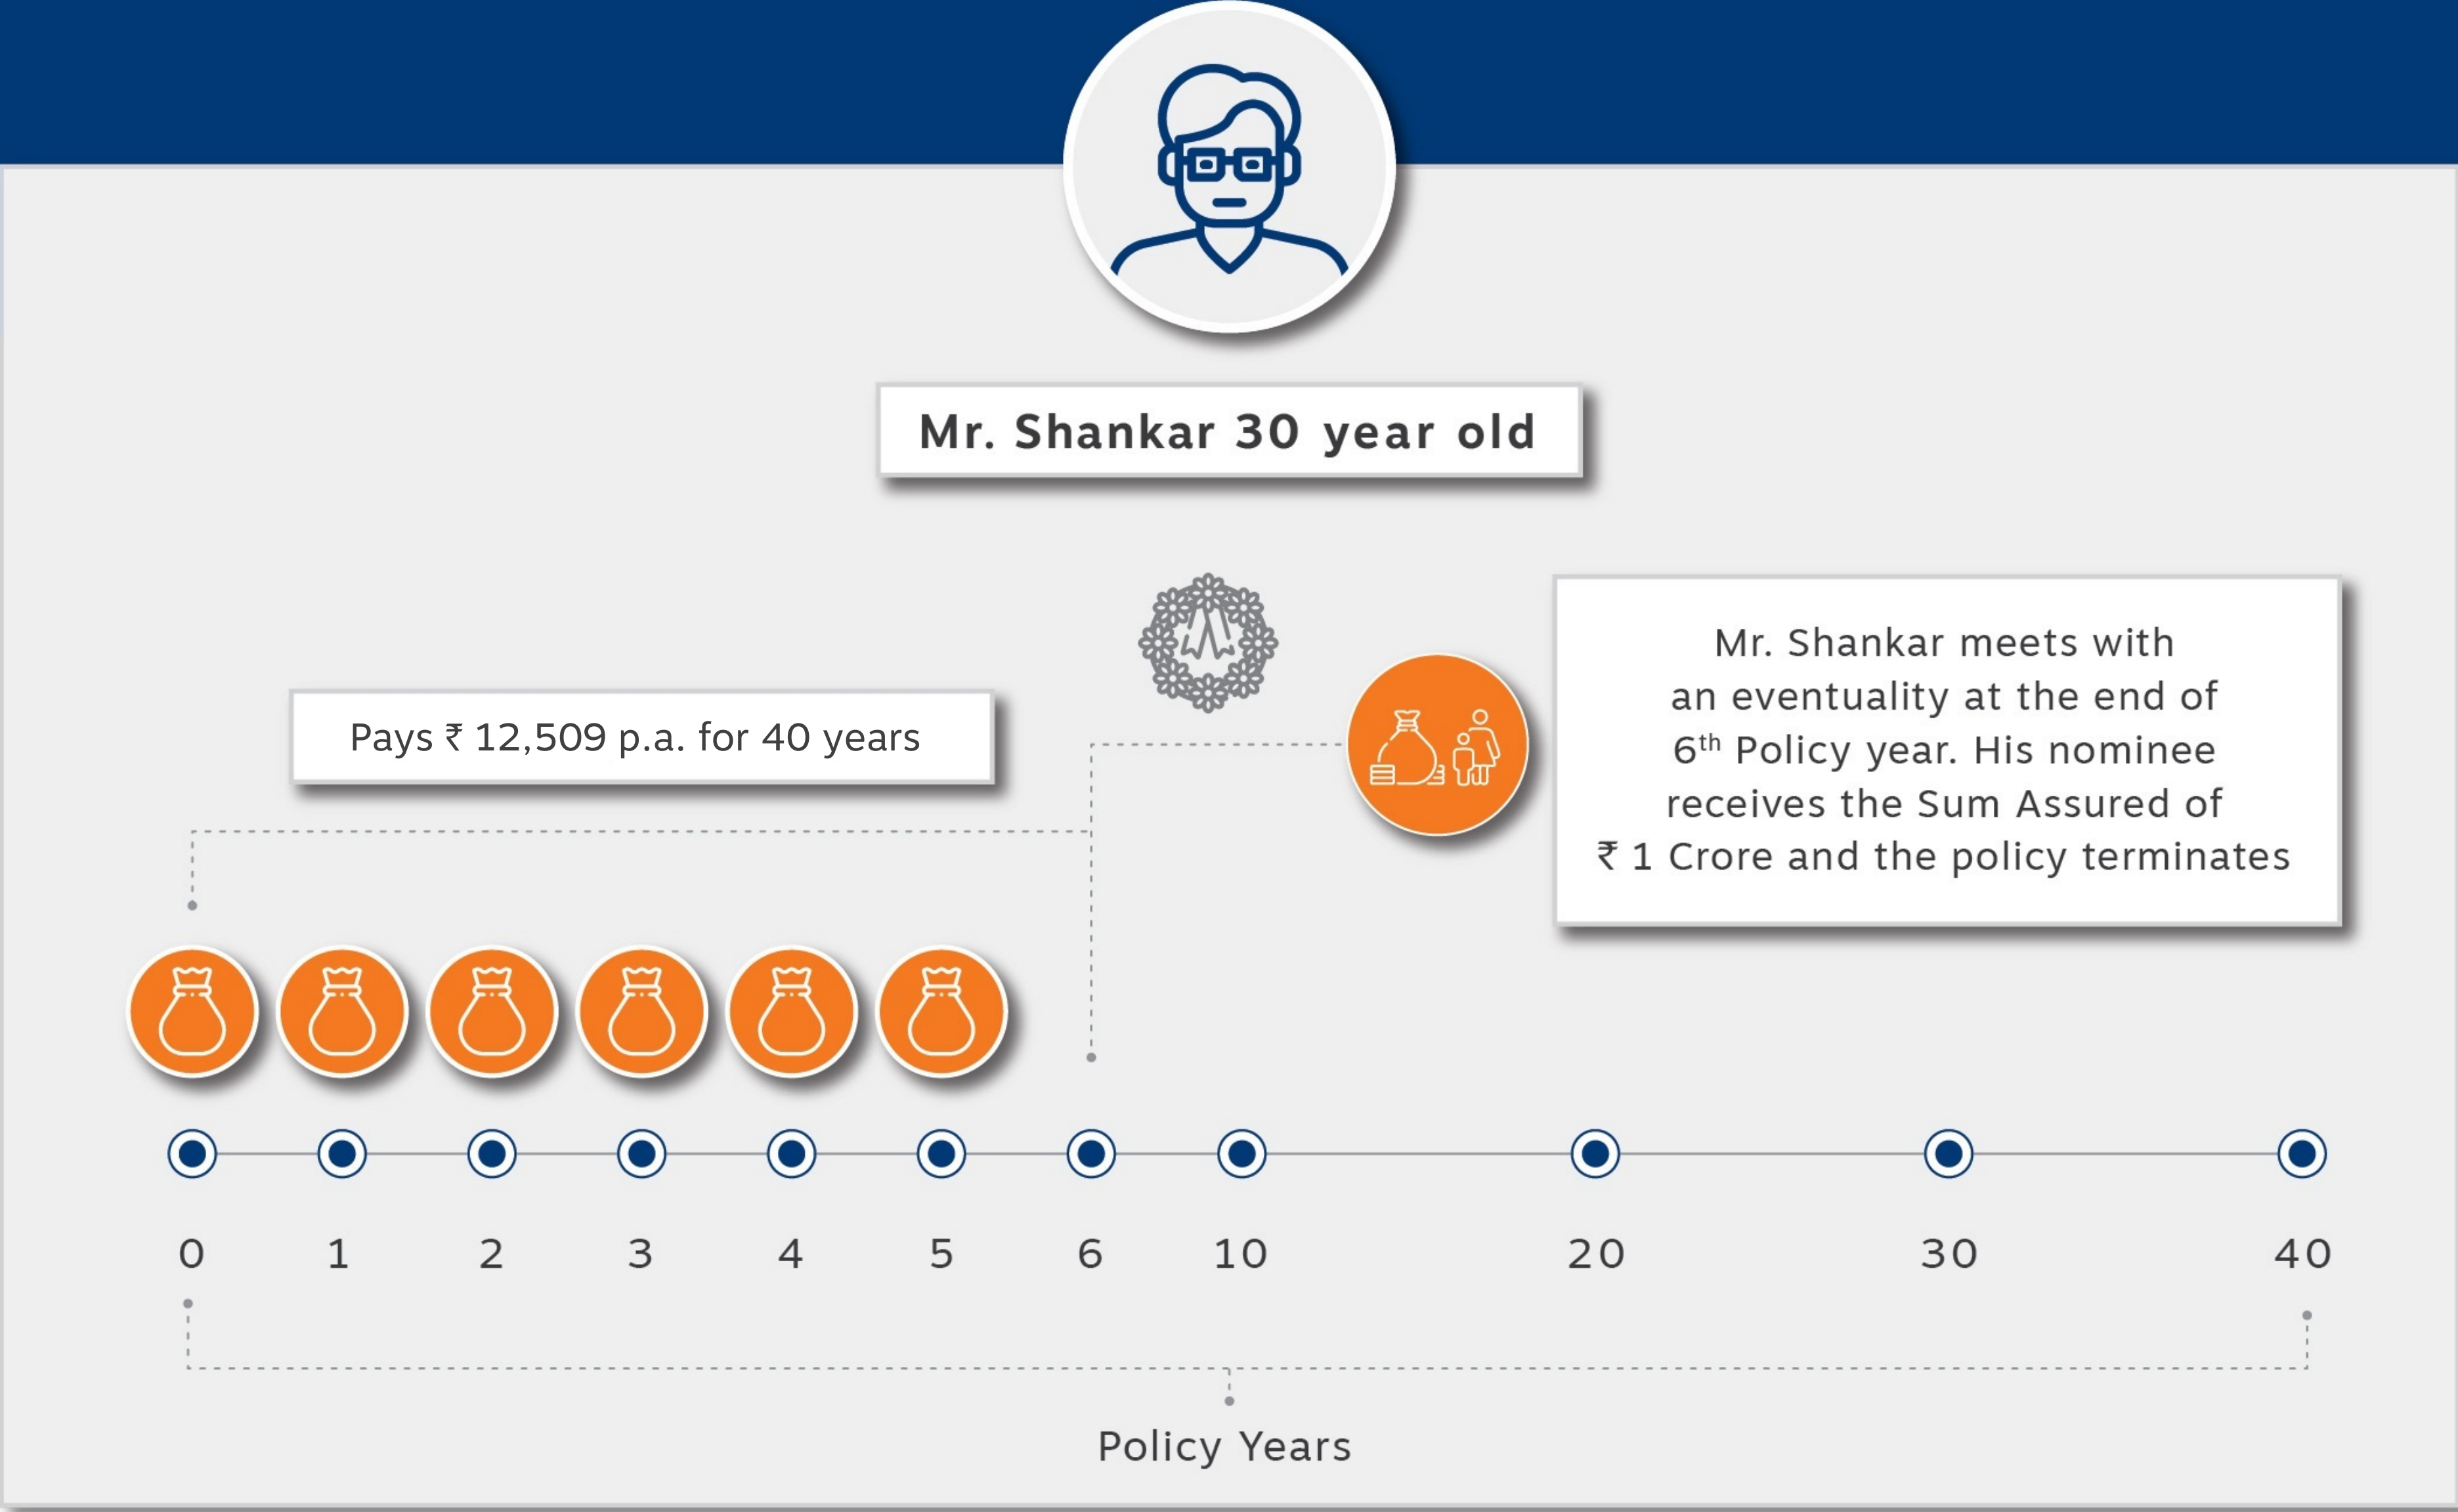 Mr. Shankar 30 year old
Pays ₹ 12,509 p.a. for 40 years
Mr. Shankar meets with
an eventuality at the end of
6th Policy year. His nominee
receives the Sum Assured of
₹ 1 Crore and the policy terminates
0 1 2 3 4 5 6 10 20 30 40
Policy Years